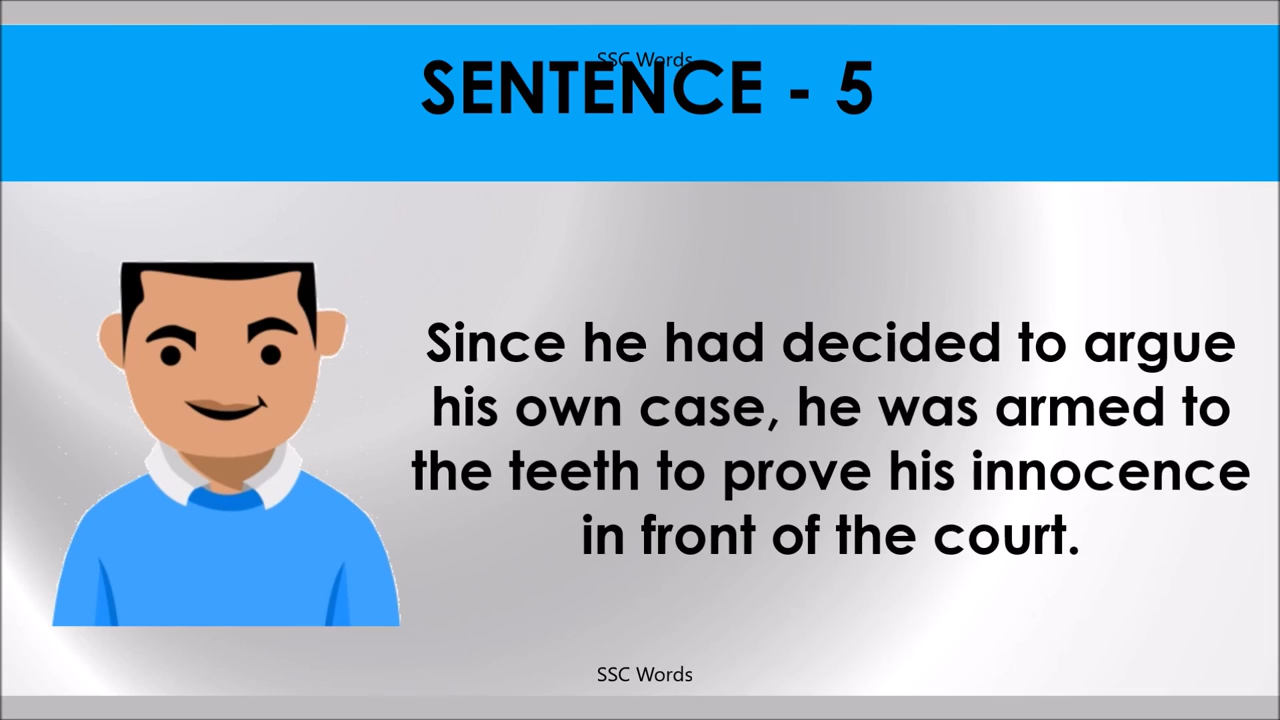 SSC Words
SENTENCE - 5
Since he had decided to argue
his own case, he was armed to
the teeth to prove his innocence
in front of the court.
SSC Words